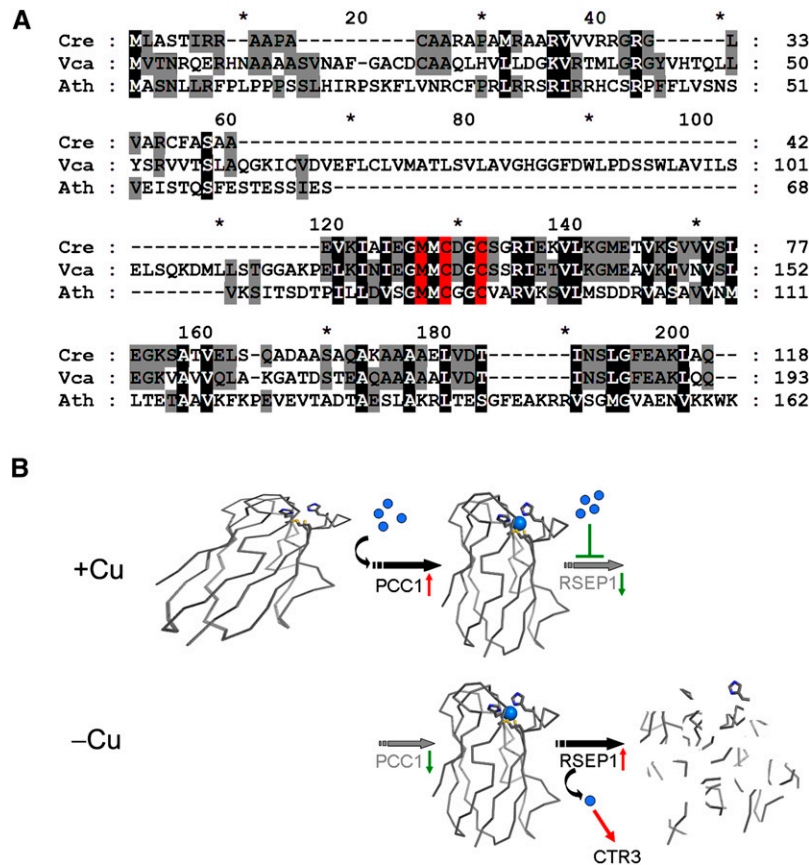 A
* 20 * 40 *
Cre : MLASTIRR--AAPA----------CAARAPAMRAARVVVRRGRG------L : 33
Vca : MVTNRQERHNAAAASVNAF-GACDCAAQLHVLLDGKVRTMLGRGYVHTQLL : 50
Ath : MASNLLRFPLPPPSSLHIRPSKFLVNRCFPRLRRSRIRRHCSRPFFLVSNS : 51
60 * 80 * 100
Cre : VARCFASAA------------------------------------------ : 42
Vca : YSRVVTSLAQGKICVDVEFLCLVMATLSVLAVGHGGFDWLPDSSWLAVILS : 101
Ath : VEISTQSFESTESSIES---------------------------------- : 68
* 120 * 140 *
Cre : ----------------EVKIAIEGMMCDGCSGRIEKVLKGMETVKSVVVSL : 77
Vca : ELSQKDMLLSTGGAKPELKINIEGMMCDGCSSRIETVLKGMEAVKTVNVSL : 152
Ath : --------VKSITSDTPILLDVSGMMCGGCVARVKSVLMSDDRVASAVVNM : 111
160 * 180 * 200
Cre : EGKSATVELS-QADAASAQAKAAAAELVDT-------INSLGFEAKLAQ-- : 118
Vca : EGKVAVVQLA-KGATDSTEAQAAAAALVDT-------INSLGFEAKLQQ-- : 193
Ath : LTETAAVKFKPEVEVTADTAESLAKRLTESGFEAKRRVSGMGVAENVKKWK : 162
B
+Cu
PCC1
RSEP1
−Cu
PCC1
RSEP1
CTR3